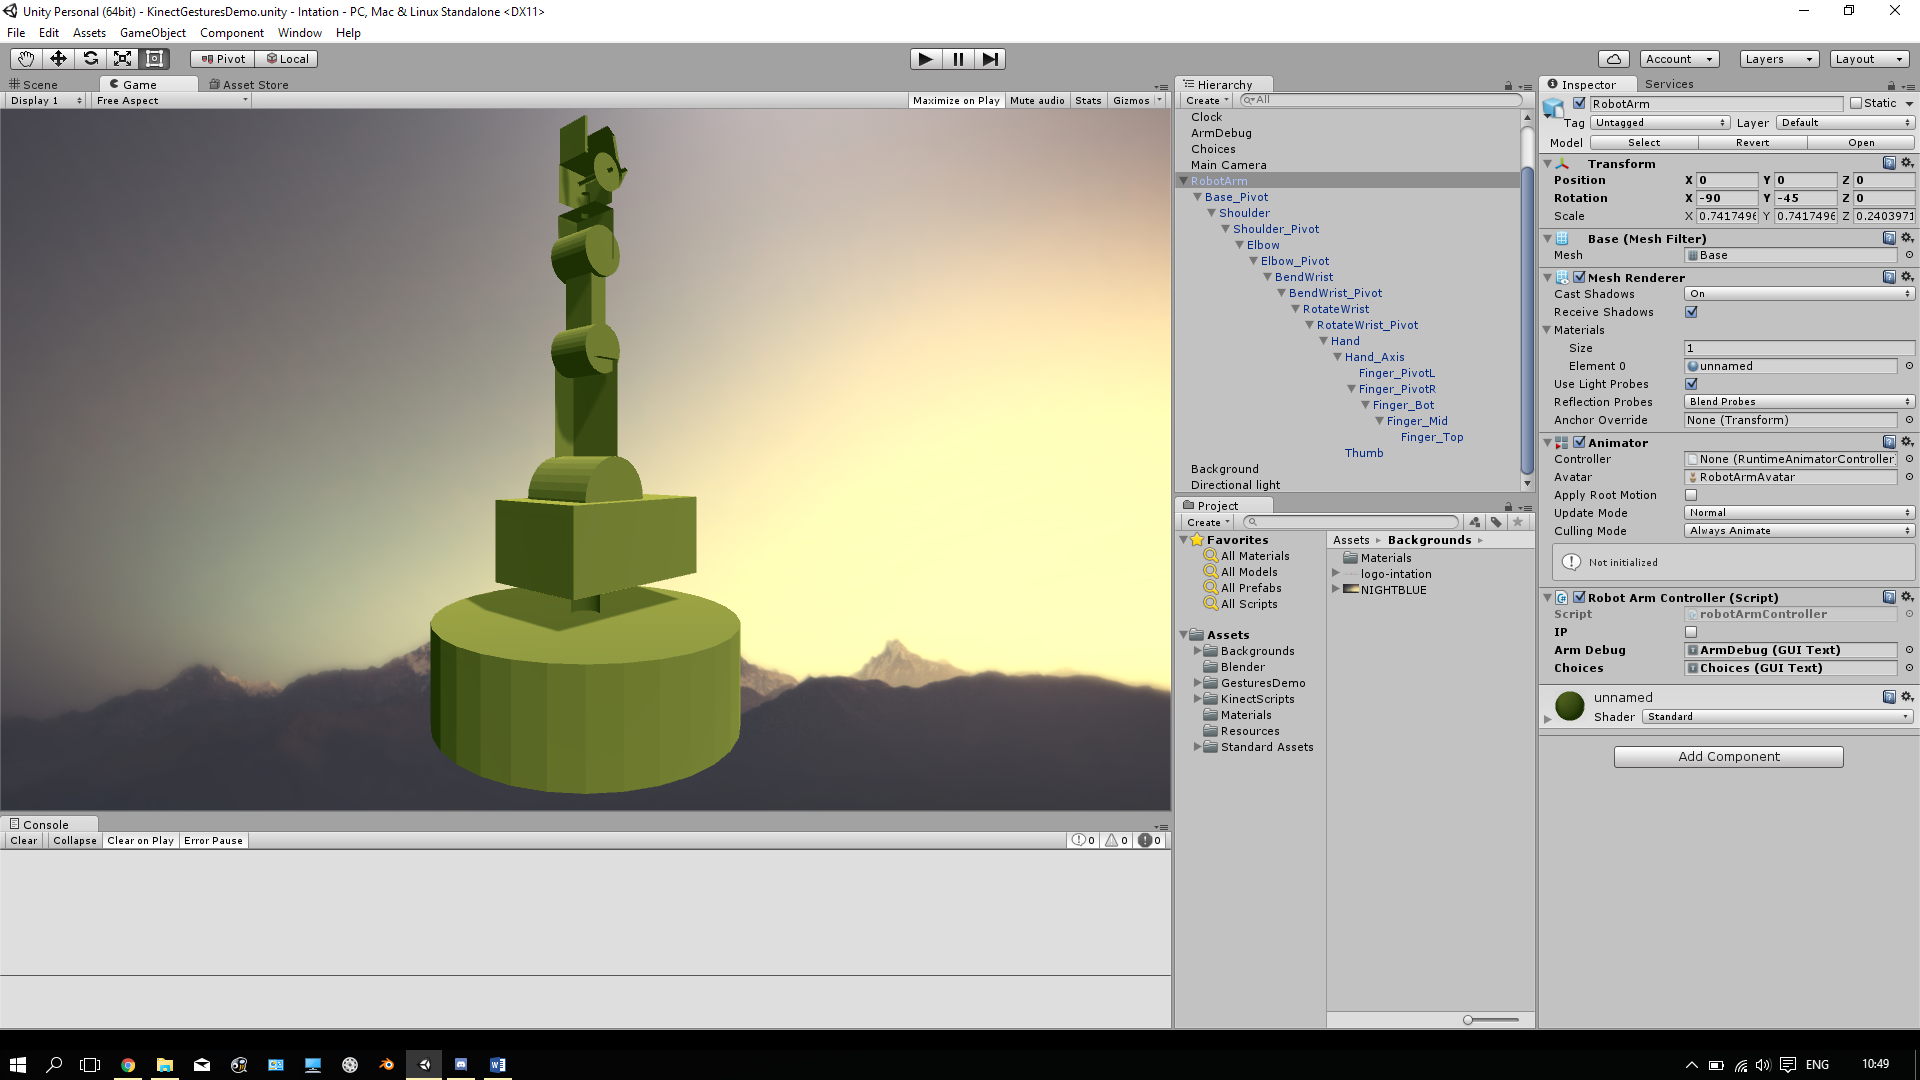 Unity Personal (64bit) - KinectGesturesDemo.unity - Intation - PC, Mac & Linux Standalone <DX11>
File Edit Assets GameObject Component Window Help
Pivot Local
Account Layers Layout
Scene Game Asset Store
Display 1 Free Aspect Maximize on Play Mute audio Stats Gizmos
Hierarchy
Create All
Clock
ArmDebug
Choices
Main Camera
RobotArm
Base_Pivot
Shoulder
Shoulder_Pivot
Elbow
Elbow_Pivot
BendWrist
BendWrist_Pivot
RotateWrist
RotateWrist_Pivot
Hand
Hand_Axis
Finger_PivotL
Finger_PivotR
Finger_Bot
Finger_Mid
Finger_Top
Thumb
Background
Directional light
Project
Create
Favorites
All Materials
All Models
All Prefabs
All Scripts
Assets
Backgrounds
Blender
GesturesDemo
KinectScripts
Materials
Resources
Standard Assets
Assets Backgrounds
Materials
logo-intation
NIGHTBLUE
Inspector Services
RobotArm Static
Tag Untagged Layer Default
Model Select Revert Open
Transform
Position X 0 Y 0 Z 0
Rotation X -90 Y -45 Z 0
Scale X 0.7417496 Y 0.7417496 Z 0.2403971
Base (Mesh Filter)
Mesh Base
Mesh Renderer
Cast Shadows On
Receive Shadows
Materials
Size 1
Element 0 unnamed
Use Light Probes
Reflection Probes Blend Probes
Anchor Override None (Transform)
Animator
Controller None (RuntimeAnimatorController
Avatar RobotArmAvatar
Apply Root Motion
Update Mode Normal
Culling Mode Always Animate
Not initialized
Robot Arm Controller (Script)
Script robotArmController
IP
Arm Debug ArmDebug (GUI Text)
Choices Choices (GUI Text)
unnamed
Shader Standard
Add Component
Console
Clear Collapse Clear on Play Error Pause 0 0 0
ENG 10:49